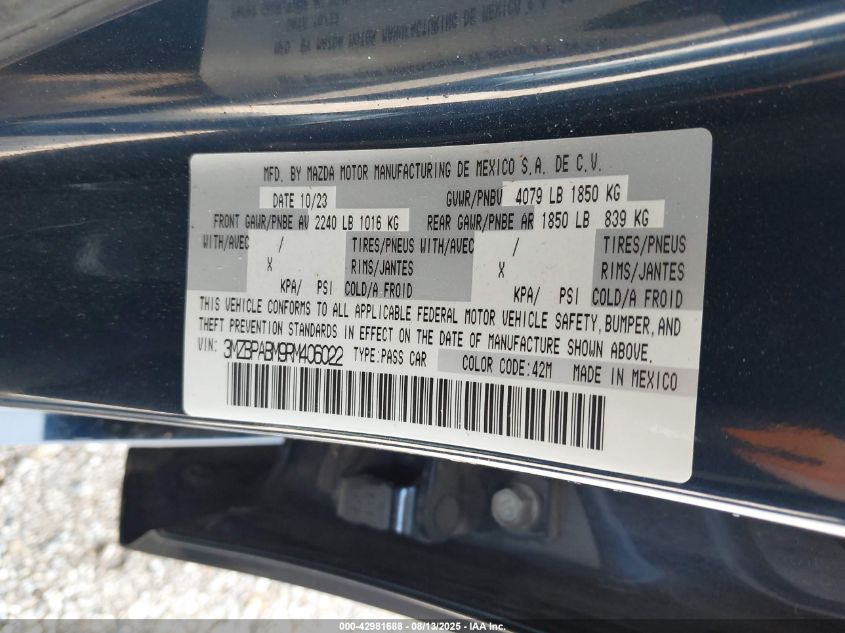 MFD. BY MAZDA MOTOR MANUFACTURING DE MEXICO S.A. DE C.V.
DATE 10/23 GVWR/PNBV 4079 LB 1850 KG
FRONT GAWR/PNBE AV 2240 LB 1016 KG REAR GAWR/PNBE AR 1850 LB 839 KG
WITH/AVEC / TIRES/PNEUS WITH/AVEC / TIRES/PNEUS
X RIMS/JANTES X RIMS/JANTES
KPA/ PSI COLD/A FROID KPA/ PSI COLD/A FROID
THIS VEHICLE CONFORMS TO ALL APPLICABLE FEDERAL MOTOR VEHICLE SAFETY, BUMPER, AND
THEFT PREVENTION STANDARDS IN EFFECT ON THE DATE OF MANUFACTURE SHOWN ABOVE.
VIN: 3MZBPABM9RM406022 TYPE:PASS CAR COLOR CODE:42M MADE IN MEXICO
000-42981688 - 08/13/2025 - IAA